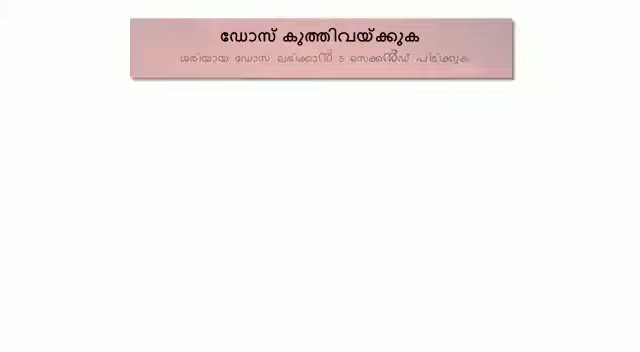 ഡോസ് കുത്തിവയ്ക്കുക
ശരിയായ ഡോസ് ലഭിക്കാൻ 5 സെക്കൻഡ് പിടിക്കുക